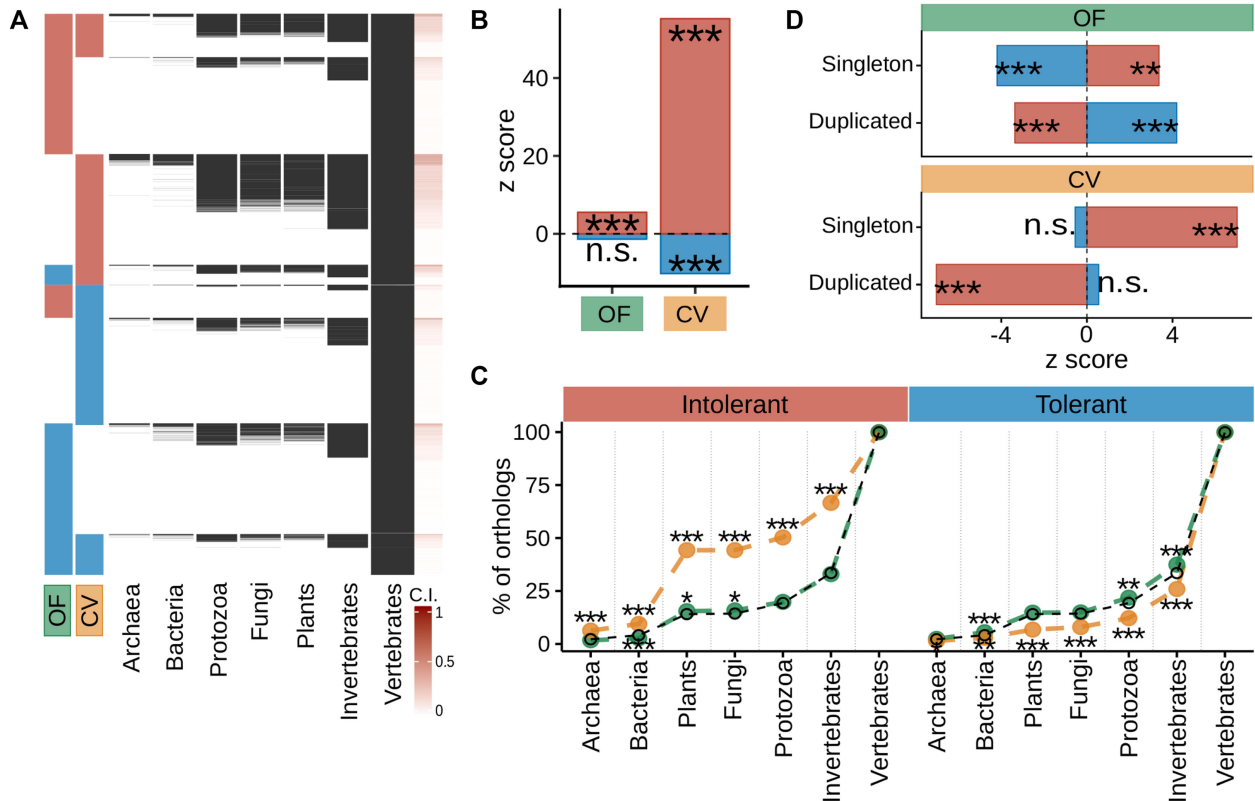 A
OF
CV
Archaea
Bacteria
Protozoa
Fungi
Plants
Invertebrates
Vertebrates
C.I.
1
0.5
0
B
z score
40
20
0
***
***
n.s.
***
OF
CV
D
OF
Singleton
***
**
Duplicated
***
***
CV
Singleton
n.s.
***
Duplicated
***
n.s.
-4
0
4
z score
C
Intolerant
Tolerant
% of orthologs
100
75
50
25
0
***
***
***
***
***
***
***
*
*
*
***
**
***
***
**
***
***
***
Archaea
Bacteria
Plants
Fungi
Protozoa
Invertebrates
Vertebrates
Archaea
Bacteria
Plants
Fungi
Protozoa
Invertebrates
Vertebrates